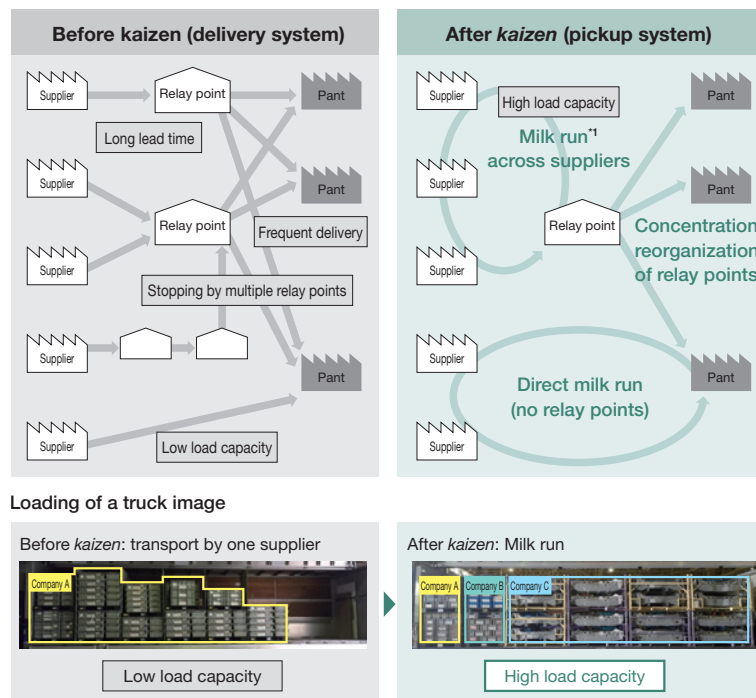 Before kaizen (delivery system)
Supplier
Relay point
Pant
Long lead time
Supplier
Pant
Relay point
Frequent delivery
Supplier
Stopping by multiple relay points
Supplier
Pant
Supplier
Low load capacity
After kaizen (pickup system)
Supplier
High load capacity
Pant
Milk run*1
across suppliers
Supplier
Pant
Relay point
Concentration
reorganization
of relay points
Supplier
Supplier
Pant
Direct milk run
(no relay points)
Supplier
Loading of a truck image
Before kaizen: transport by one supplier
Company A
Low load capacity
After kaizen: Milk run
Company A
Company B
Company C
High load capacity